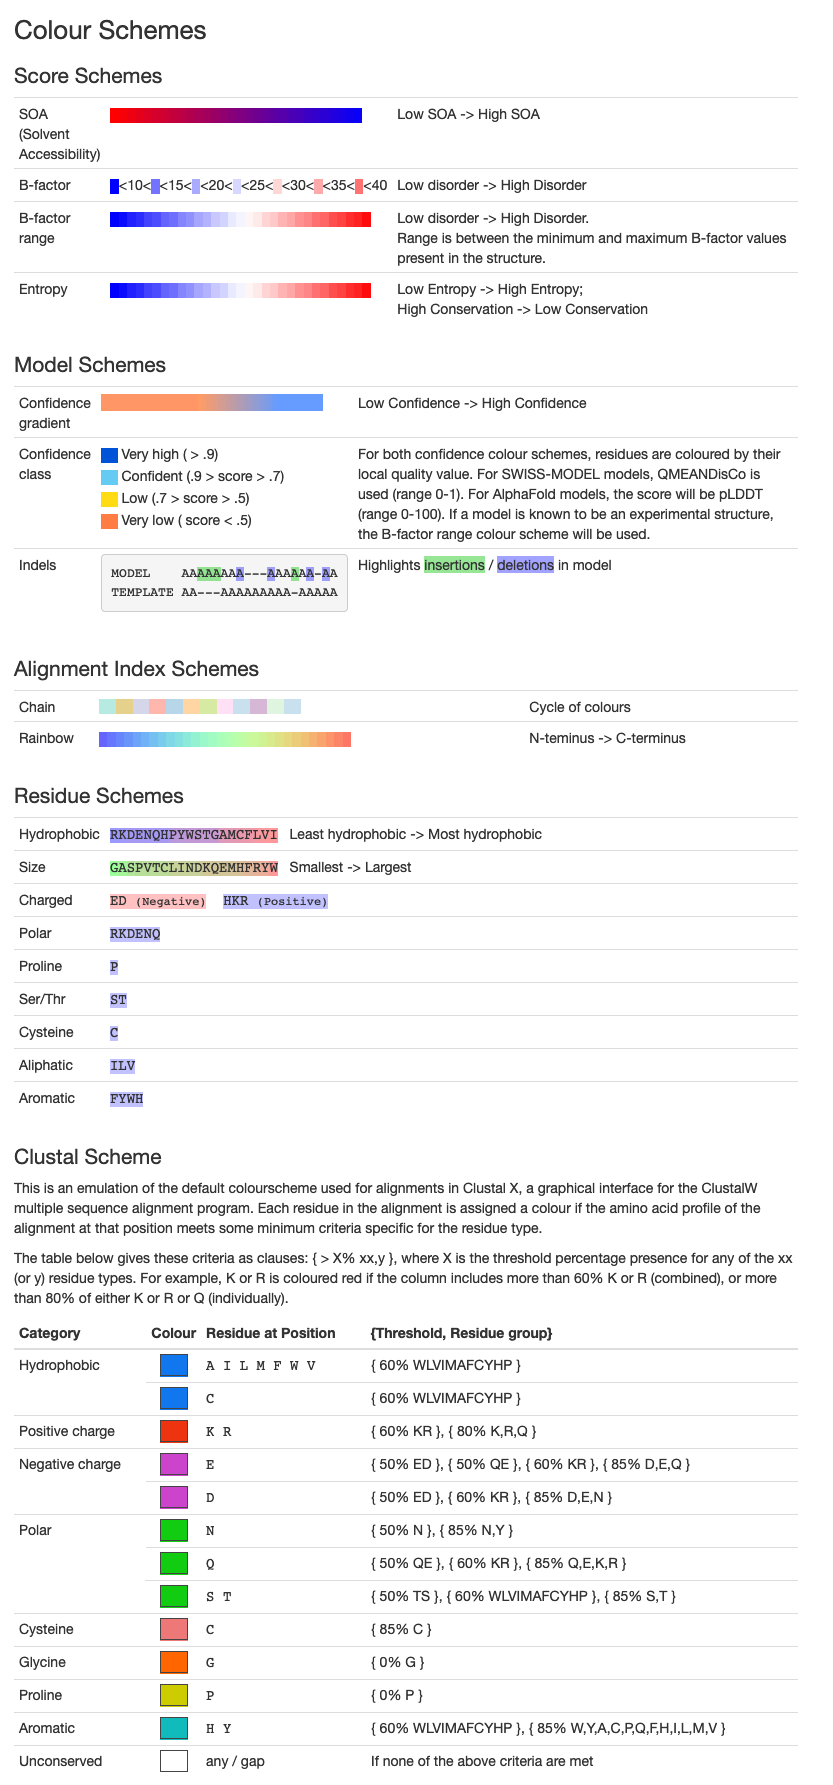 Colour Schemes
Score Schemes
SOA
(Solvent
Accessibility)
Low SOA -> High SOA
B-factor
<10< <15< <20< <25< <30< <35< <40
Low disorder -> High Disorder
B-factor
range
Low disorder -> High Disorder.
Range is between the minimum and maximum B-factor values
present in the structure.
Entropy
Low Entropy -> High Entropy;
High Conservation -> Low Conservation
Model Schemes
Confidence
gradient
Low Confidence -> High Confidence
Confidence
class
Very high ( > .9)
Confident (.9 > score > .7)
Low (.7 > score > .5)
Very low ( score < .5)
For both confidence colour schemes, residues are coloured by their
local quality value. For SWISS-MODEL models, QMEANDisCo is
used (range 0-1). For AlphaFold models, the score will be pLDDT
(range 0-100). If a model is known to be an experimental structure,
the B-factor range colour scheme will be used.
Indels
MODEL AAAAAAAA---AAAAAA-AA
TEMPLATE AA---AAAAAAAAA-AAAAA
Highlights insertions / deletions in model
Alignment Index Schemes
Chain
Cycle of colours
Rainbow
N-teminus -> C-terminus
Residue Schemes
Hydrophobic RKDENQHPYWSTGAMCFLVI Least hydrophobic -> Most hydrophobic
Size GASPVTCLINDKQEMHFRYW Smallest -> Largest
Charged ED (Negative) HKR (Positive)
Polar RKDENQ
Proline P
Ser/Thr ST
Cysteine C
Aliphatic ILV
Aromatic FYWH
Clustal Scheme
This is an emulation of the default colourscheme used for alignments in Clustal X, a graphical interface for the ClustalW
multiple sequence alignment program. Each residue in the alignment is assigned a colour if the amino acid profile of the
alignment at that position meets some minimum criteria specific for the residue type.
The table below gives these criteria as clauses: { > X% xx,y }, where X is the threshold percentage presence for any of the xx
(or y) residue types. For example, K or R is coloured red if the column includes more than 60% K or R (combined), or more
than 80% of either K or R or Q (individually).
Category Colour Residue at Position {Threshold, Residue group}
Hydrophobic A I L M F W V { 60% WLVIMAFCYHP }
C { 60% WLVIMAFCYHP }
Positive charge K R { 60% KR }, { 80% K,R,Q }
Negative charge E { 50% ED }, { 50% QE }, { 60% KR }, { 85% D,E,Q }
D { 50% ED }, { 60% KR }, { 85% D,E,N }
Polar N { 50% N }, { 85% N,Y }
Q { 50% QE }, { 60% KR }, { 85% Q,E,K,R }
S T { 50% TS }, { 60% WLVIMAFCYHP }, { 85% S,T }
Cysteine C { 85% C }
Glycine G { 0% G }
Proline P { 0% P }
Aromatic H Y { 60% WLVIMAFCYHP }, { 85% W,Y,A,C,P,Q,F,H,I,L,M,V }
Unconserved any / gap If none of the above criteria are met